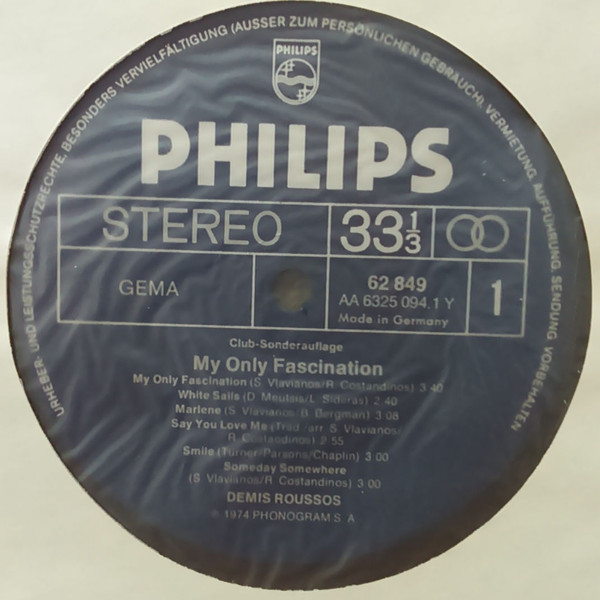 URHEBER- UND LEISTUNGSSCHUTZRECHTE, BESONDERS VERVIELFÄLTIGUNG (AUSSER ZUM PERSÖNLICHEN GEBRAUCH), VERMIETUNG, AUFFÜHRUNG, SENDUNG VORBEHALTEN
PHILIPS
PHILIPS
STEREO 33⅓
GEMA 62 849 1
AA 6325 094.1 Y
Made in Germany
Club-Sonderauflage
My Only Fascination
My Only Fascination (S. Vlavianos/R. Costandinos) 3 40
White Sails (D. Meulels/L. Sideras) 2 40
Marlene (S. Vlavianos/B. Bergman) 3 08
Say You Love Me (Trad./arr. S. Vlavianos/
R. Costandinos) 2 55
Smile (Turner/Parsons/Chaplin) 3 00
Someday Somewhere
(S. Vlavianos/R. Costandinos) 3 00
DEMIS ROUSSOS
℗ 1974 PHONOGRAM S. A.